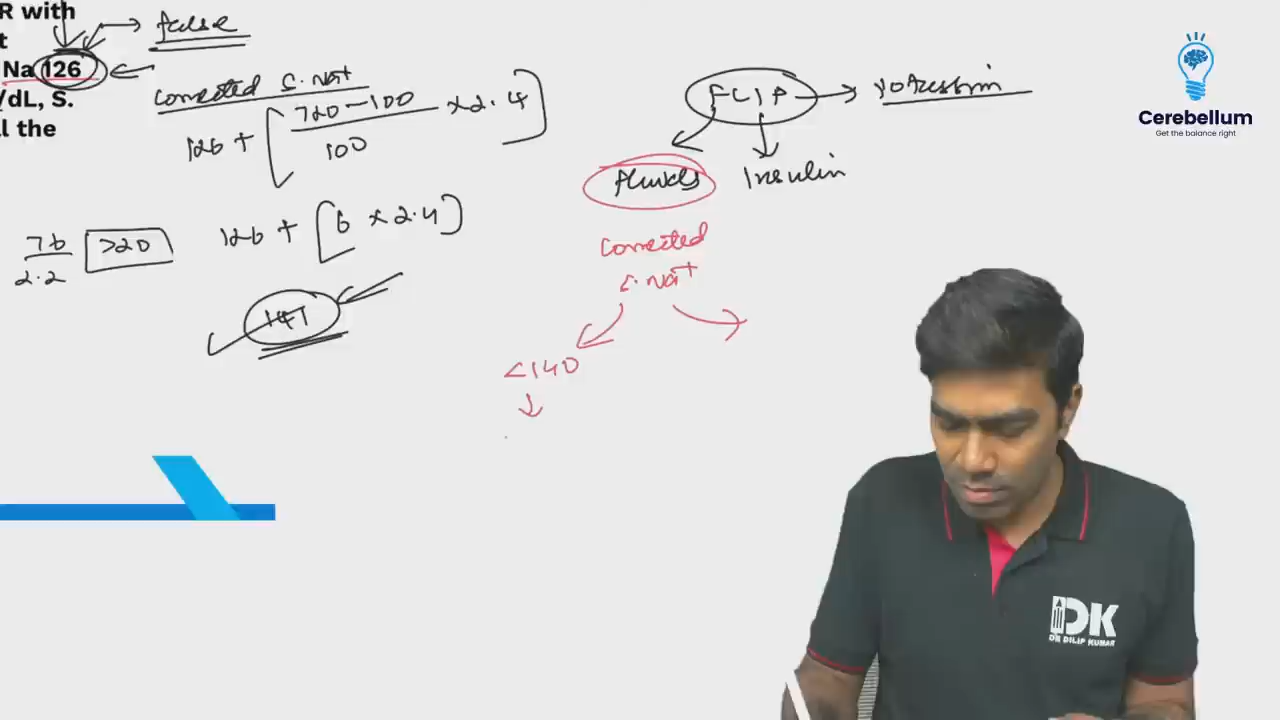 R with
t
Na 126
/dL, S.
ll the
false
corrected S. Na+
126 + [ 720 - 100 × 2.4 ]
100
126 + [ 6 × 2.4 ]
76 >20
2.2
141
FLIP
Fluids
Insulin
corrected
S. Na+
<140
Cerebellum
Get the balance right
DK
DR DILIP KUMAR